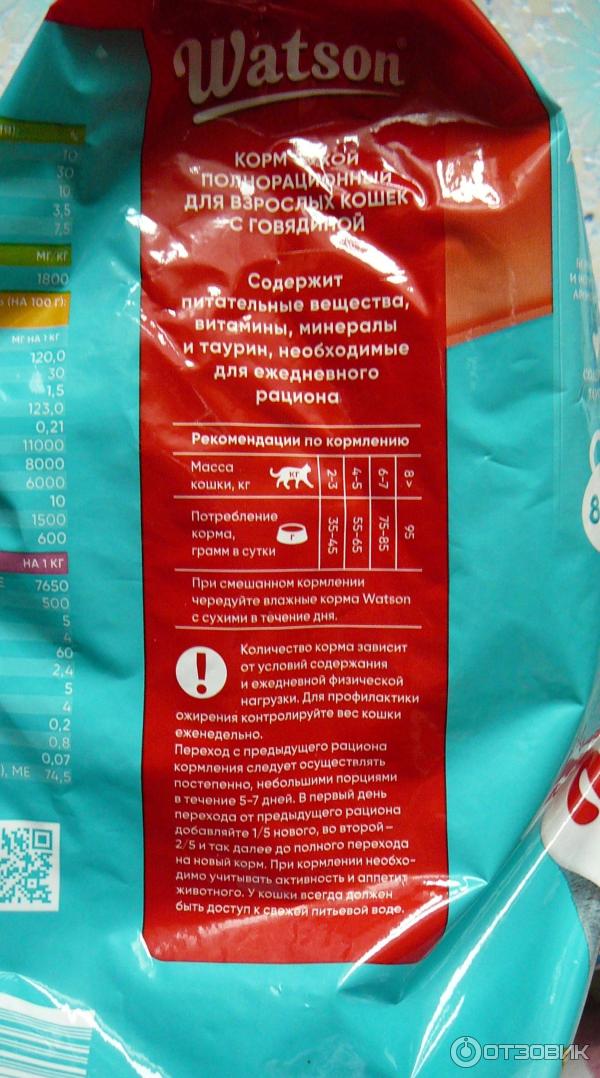 Watson
КОРМ СУХОЙ
ПОЛНОРАЦИОННЫЙ
ДЛЯ ВЗРОСЛЫХ КОШЕК
С ГОВЯДИНОЙ
Содержит
питательные вещества,
витамины, минералы
и таурин, необходимые
для ежедневного
рациона
Рекомендации по кормлению
Масса
кошки, кг
кг
2-3
4-5
6-7
8 >
Потребление
корма,
грамм в сутки
г
35-45
55-65
75-85
95
При смешанном кормлении
чередуйте влажные корма Watson
с сухими в течение дня.
!
Количество корма зависит
от условий содержания
и ежедневной физической
нагрузки. Для профилактики
ожирения контролируйте вес кошки
еженедельно.
Переход с предыдущего рациона
кормления следует осуществлять
постепенно, небольшими порциями
в течение 5-7 дней. В первый день
перехода от предыдущего рациона
добавляйте 1/5 нового, во второй –
2/5 и так далее до полного перехода
на новый корм. При кормлении необхо-
димо учитывать активность и аппетит
животного. У кошки всегда должен
быть доступ к свежей питьевой воде.
%
10
30
10
3,5
7,5
МГ/КГ
1800
(НА 100 Г):
МГ НА 1 КГ
120,0
30
1,5
123,0
0,21
11000
8000
6000
10
1500
600
НА 1 КГ
7650
500
5
4
60
2,4
5
4
0,2
0,8
0,07
), МЕ 74,5
8
ОТЗОВИК